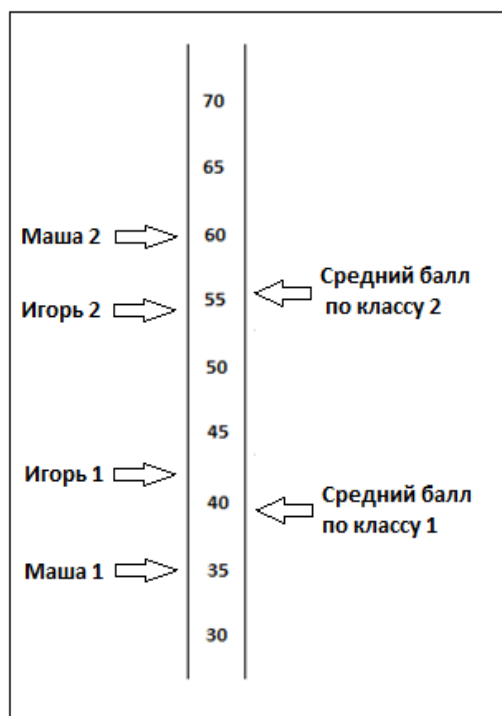 70
65
Маша 2
60
Средний балл
по классу 2
55
Игорь 2
50
45
Игорь 1
40
Средний балл
по классу 1
Маша 1
35
30